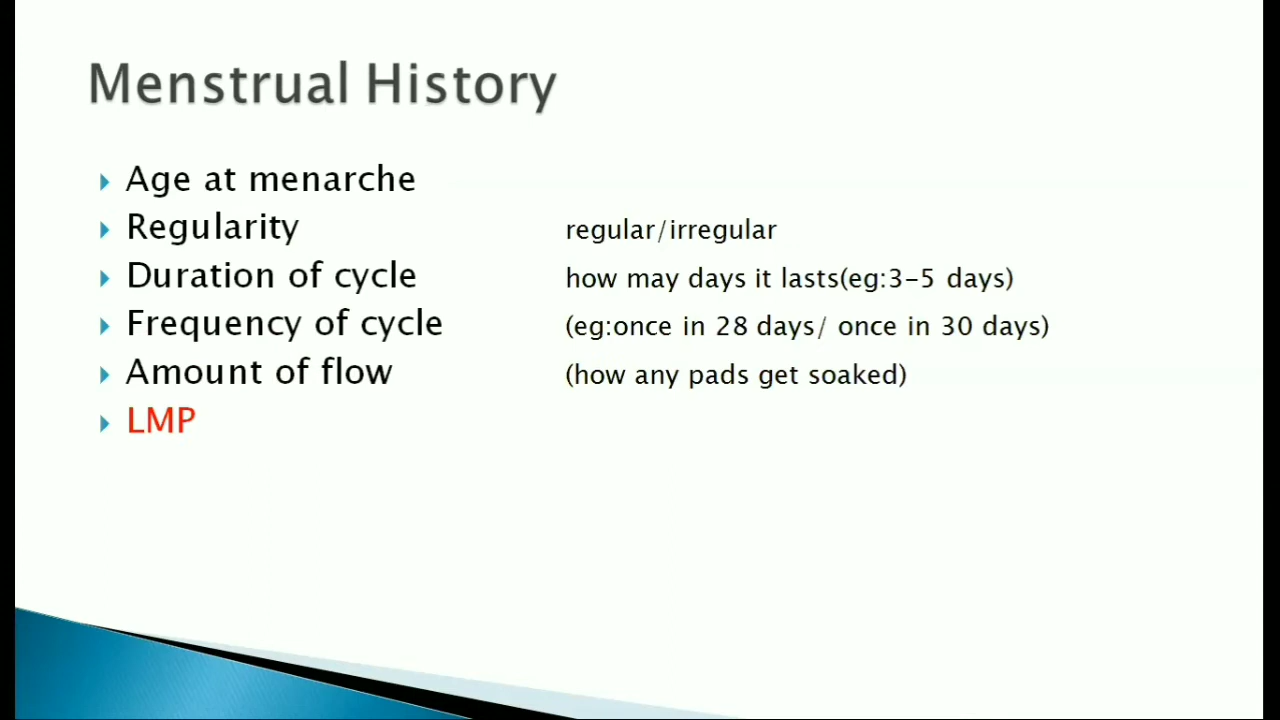 Menstrual History
Age at menarche
Regularity regular/irregular
Duration of cycle how may days it lasts(eg:3-5 days)
Frequency of cycle (eg:once in 28 days/ once in 30 days)
Amount of flow (how any pads get soaked)
LMP